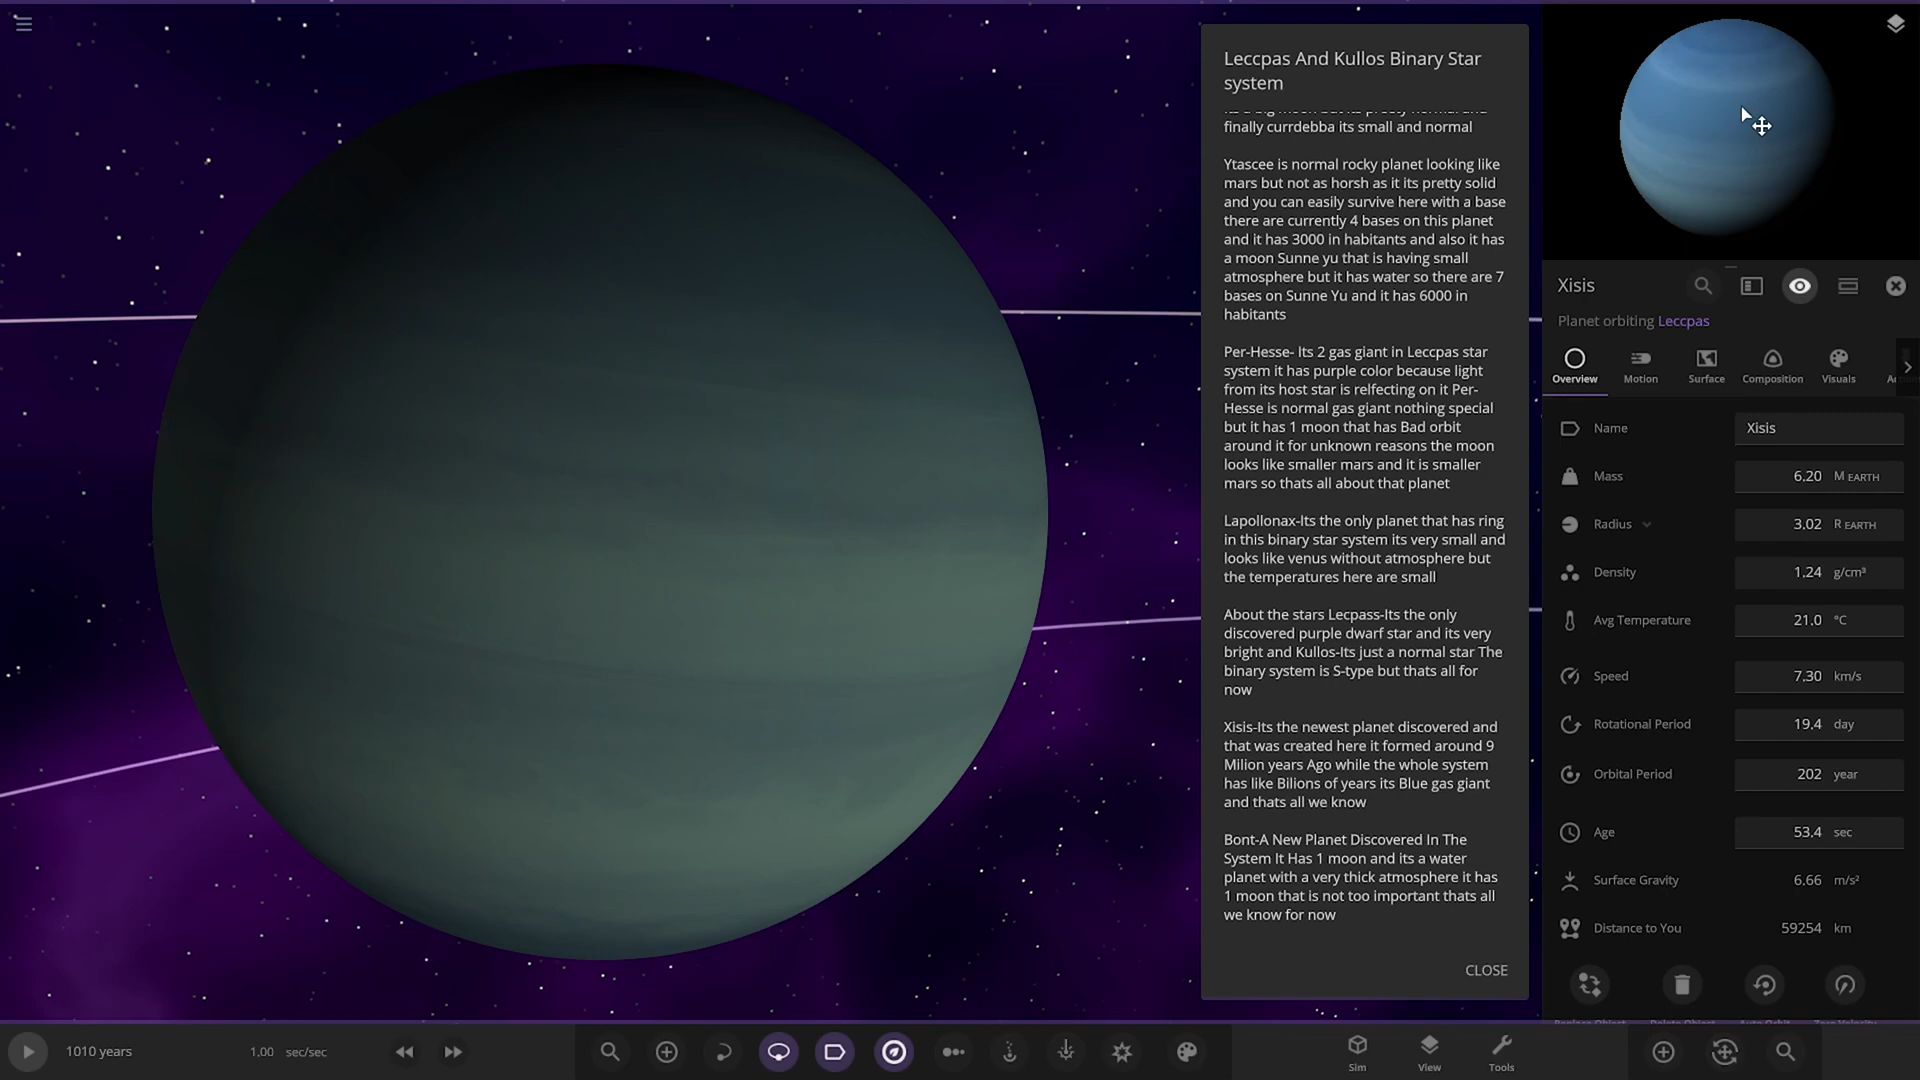 Leccpas And Kullos Binary Star
system
finally currdebba its small and normal
Ytascee is normal rocky planet looking like
mars but not as horsh as it its pretty solid
and you can easily survive here with a base
there are currently 4 bases on this planet
and it has 3000 in habitants and also it has
a moon Sunne yu that is having small
atmosphere but it has water so there are 7
bases on Sunne Yu and it has 6000 in
habitants
Per-Hesse- Its 2 gas giant in Leccpas star
system it has purple color because light
from its host star is relfecting on it Per-
Hesse is normal gas giant nothing special
but it has 1 moon that has Bad orbit
around it for unknown reasons the moon
looks like smaller mars and it is smaller
mars so thats all about that planet
Lapollonax-Its the only planet that has ring
in this binary star system its very small and
looks like venus without atmosphere but
the temperatures here are small
About the stars Lecpass-Its the only
discovered purple dwarf star and its very
bright and Kullos-Its just a normal star The
binary system is S-type but thats all for
now
Xisis-Its the newest planet discovered and
that was created here it formed around 9
Milion years Ago while the whole system
has like Bilions of years its Blue gas giant
and thats all we know
Bont-A New Planet Discovered In The
System It Has 1 moon and its a water
planet with a very thick atmosphere it has
1 moon that is not too important thats all
we know for now
CLOSE
Xisis
Planet orbiting Leccpas
Overview Motion Surface Composition Visuals
Name Xisis
Mass 6.20 M EARTH
Radius 3.02 R EARTH
Density 1.24 g/cm³
Avg Temperature 21.0 °C
Speed 7.30 km/s
Rotational Period 19.4 day
Orbital Period 202 year
Age 53.4 sec
Surface Gravity 6.66 m/s²
Distance to You 59254 km
1010 years 1.00 sec/sec
Sim View Tools